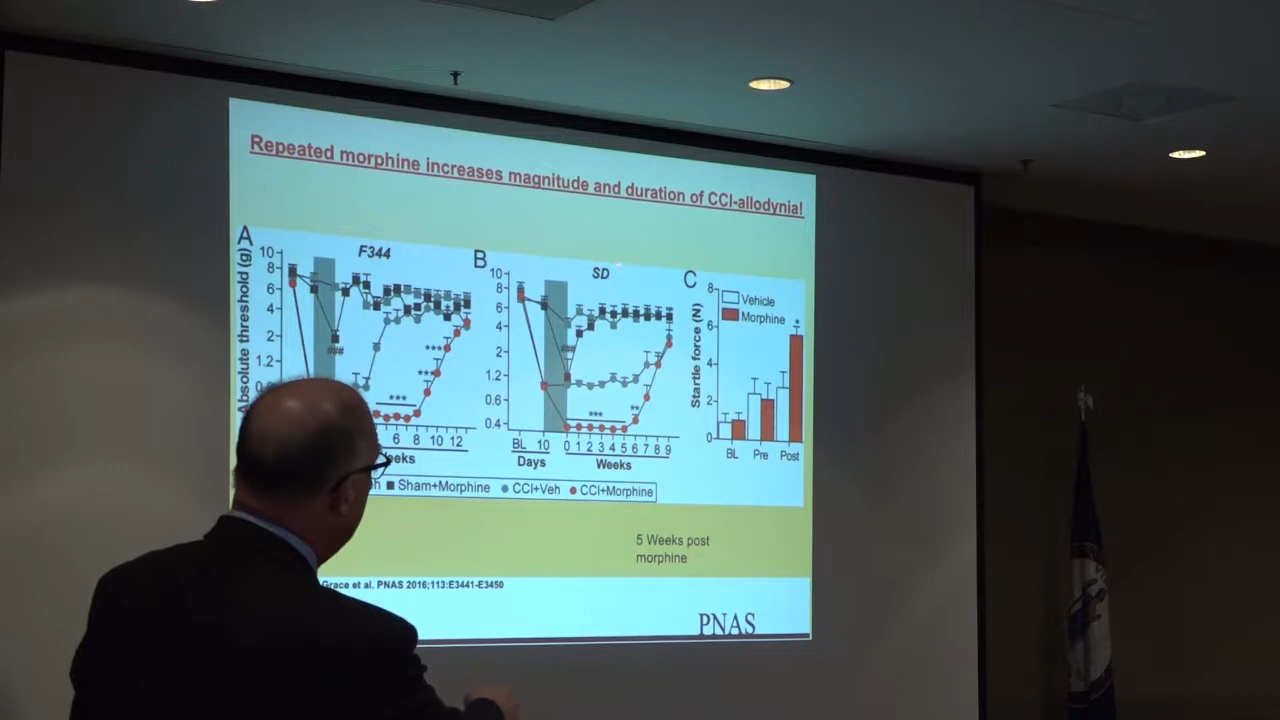 Repeated morphine increases magnitude and duration of CCI-allodynia!
A
F344
Absolute threshold (g)
10
8
6
4
2
1.2
###
***
***
***
6 8 10 12
B
SD
10
8
6
4
2
1.2
0.6
0.4
###
***
**
BL 10 0 1 2 3 4 5 6 7 8 9
Days Weeks
C
Startle force (N)
8
6
4
2
0
Vehicle
Morphine
*
BL Pre Post
Sham+Morphine CCI+Veh CCI+Morphine
5 Weeks post
morphine
Grace et al. PNAS 2016;113:E3441-E3450
PNAS